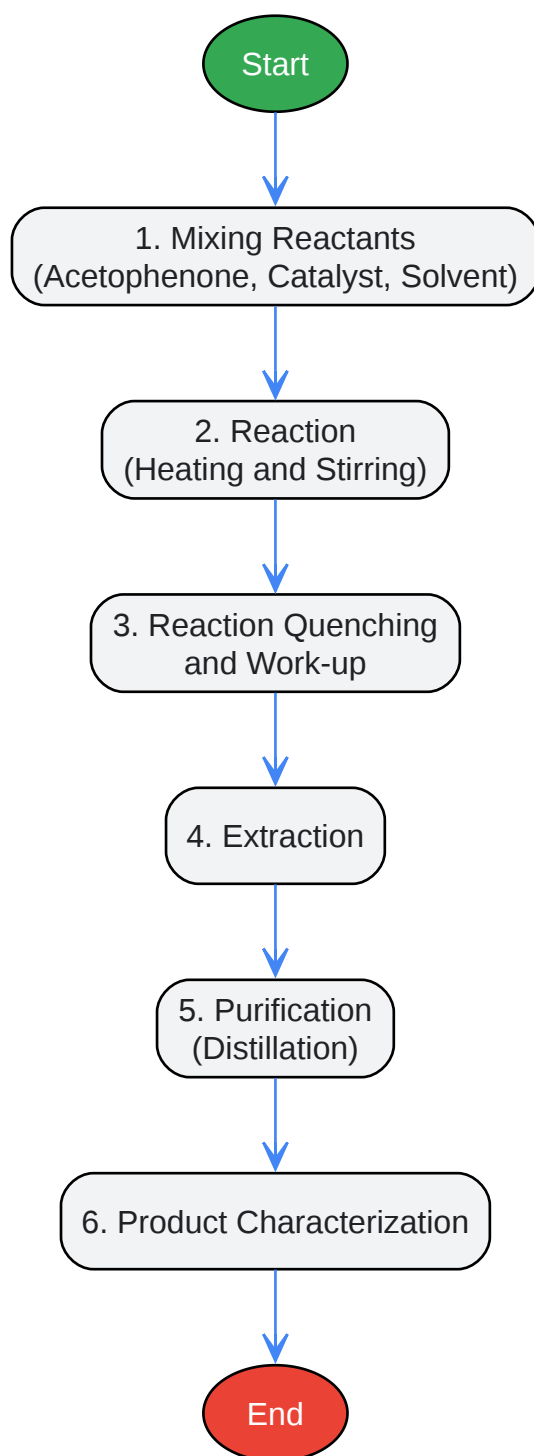 Start
1. Mixing Reactants
(Acetophenone, Catalyst, Solvent)
2. Reaction
(Heating and Stirring)
3. Reaction Quenching
and Work-up
4. Extraction
5. Purification
(Distillation)
6. Product Characterization
End